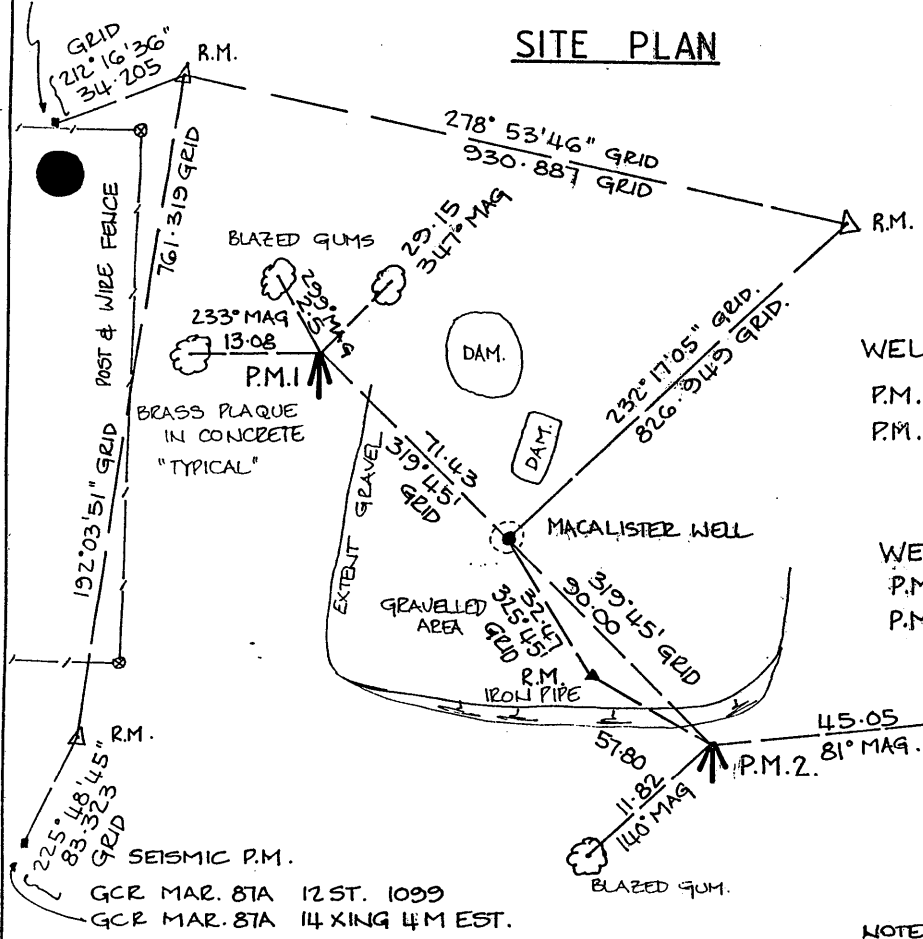 SITE PLAN
GRID
212° 16' 36"
34·205
R.M.
278° 53'46" GRID
930·887 GRID
R.M.
761·319 GRID
192°03'51" GRID
POST & WIRE FENCE
BLAZED GUMS
29·15
347° MAG
MAG
233° MAG
13·08
P.M.1
BRASS PLAQUE
IN CONCRETE
"TYPICAL"
DAM.
DAM.
232° 17'05" GRID.
826·949 GRID.
WEL
P.M.
P.M.
71·43
319° 45'
GRID
EXTENT GRAVEL
MACALISTER WELL
WE
P.M
P.M
GRAVELLED
AREA
32·47
325° 45'
GRID
319° 45' GRID
90·00
R.M.
IRON PIPE
57·80
45·05
81° MAG.
P.M.2.
11·82
140° MAG
BLAZED GUM.
R.M.
225° 48' 45"
83·323
GRID
SEISMIC P.M.
GCR MAR. 87A 12 ST. 1099
GCR MAR. 87A 14 XING 4M EST.
NOTE